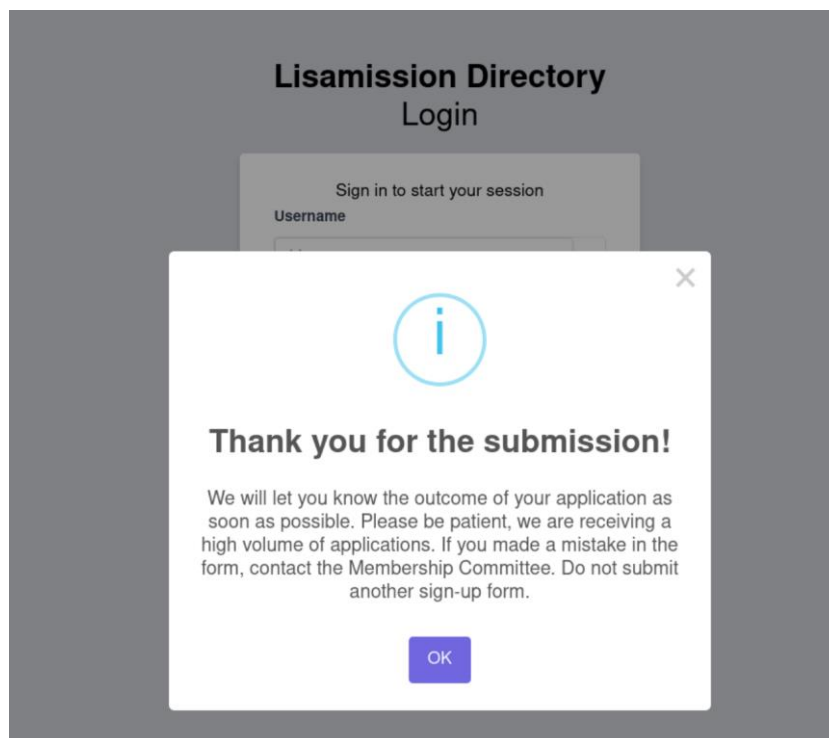 Lisamission Directory
Login
Sign in to start your session
Username
×
i
Thank you for the submission!
We will let you know the outcome of your application as
soon as possible. Please be patient, we are receiving a
high volume of applications. If you made a mistake in the
form, contact the Membership Committee. Do not submit
another sign-up form.
OK